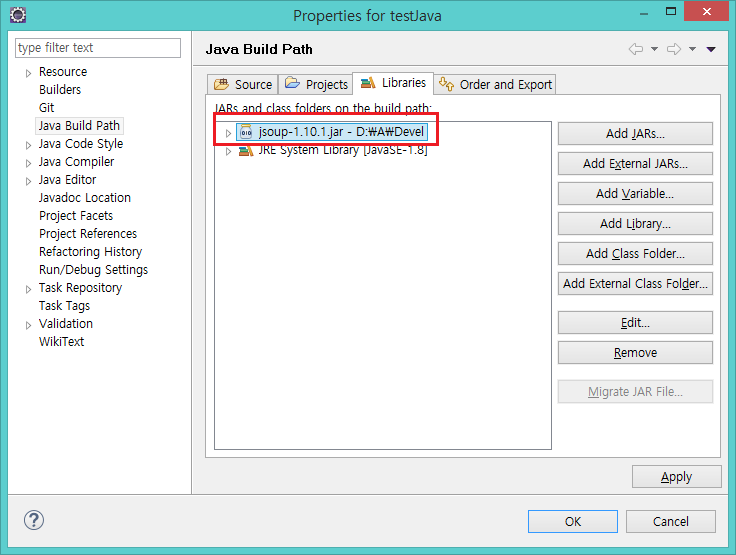 Properties for testJava
type filter text
Resource
Builders
Git
Java Build Path
Java Code Style
Java Compiler
Java Editor
Javadoc Location
Project Facets
Project References
Refactoring History
Run/Debug Settings
Task Repository
Task Tags
Validation
WikiText
Java Build Path
Source
Projects
Libraries
Order and Export
JARs and class folders on the build path:
jsoup-1.10.1.jar - D:₩A₩Devel
JRE System Library [JavaSE-1.8]
Add JARs...
Add External JARs...
Add Variable...
Add Library...
Add Class Folder...
Add External Class Folder...
Edit...
Remove
Migrate JAR File...
Apply
?
OK
Cancel